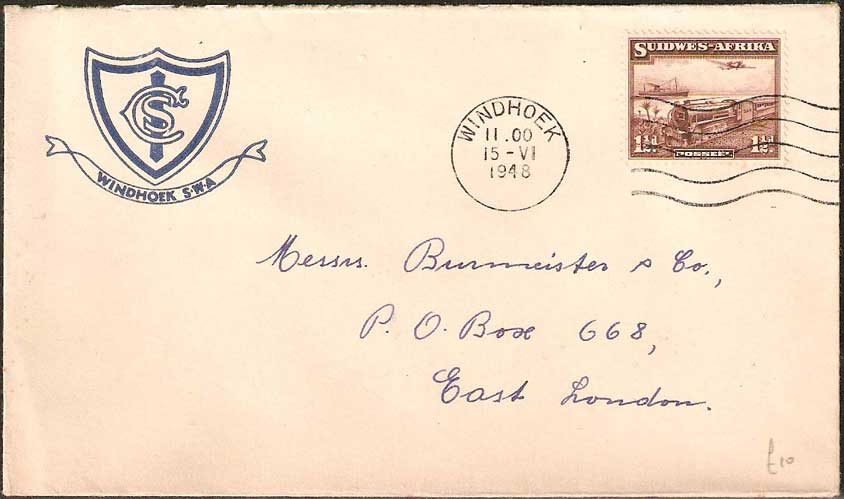 CS
WINDHOEK S.W.A
WINDHOEK
11.00
15-VI
1948
SUIDWES-AFRIKA
1½d. POSSEËL 1½d.
Messrs. Burmeister & Co.,
P. O. Box 668,
East London.
£10